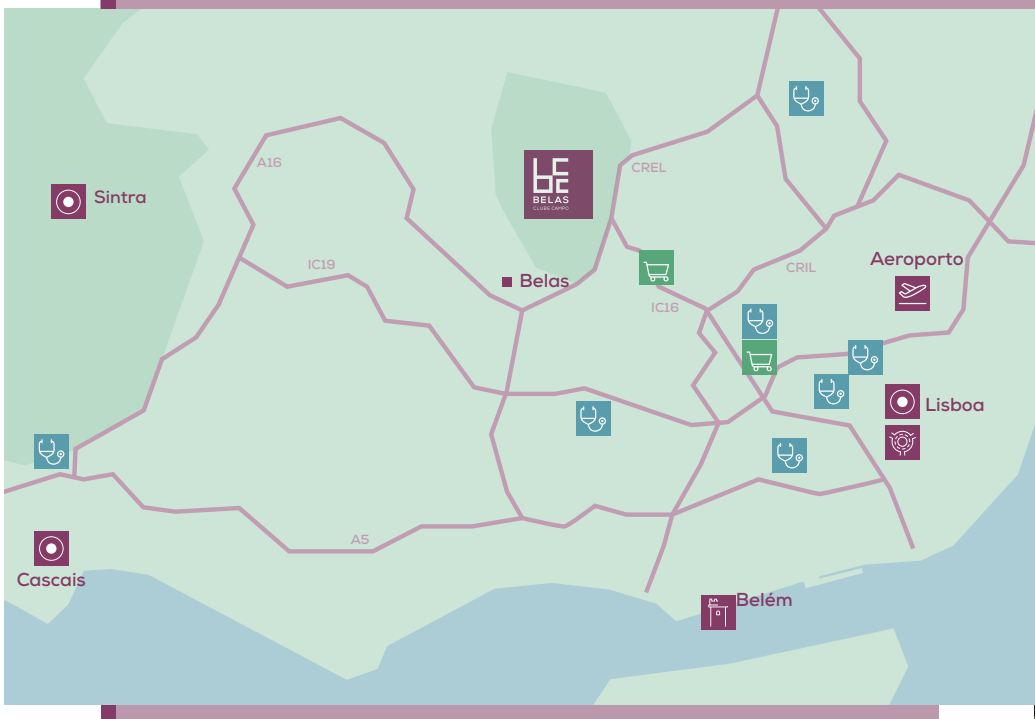 A16
CREL
Sintra
BELAS
CLUBE CAMPO
IC19
Aeroporto
CRIL
Belas
IC16
Lisboa
A5
Cascais
Belém